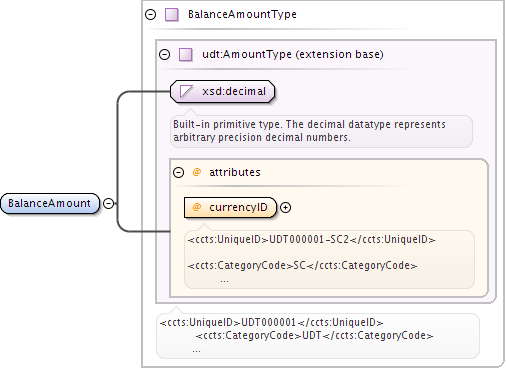 BalanceAmountType
udt:AmountType (extension base)
xsd:decimal
Built-in primitive type. The decimal datatype represents
arbitrary precision decimal numbers.
@ attributes
BalanceAmount
@ currencyID
<ccts:UniqueID>UDT000001-SC2</ccts:UniqueID>
<ccts:CategoryCode>SC</ccts:CategoryCode>
...
<ccts:UniqueID>UDT000001</ccts:UniqueID>
<ccts:CategoryCode>UDT</ccts:CategoryCode>
...